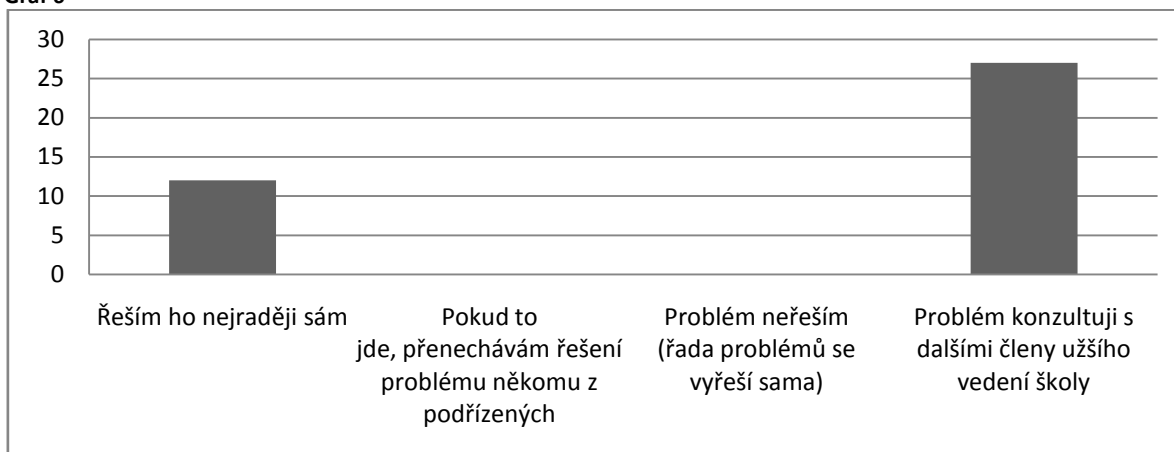 30
25
20
15
10
5
0
Řeším ho nejraději sám
Pokud to
jde, přenechávám řešení
problému někomu z
podřízených
Problém neřeším
(řada problémů se
vyřeší sama)
Problém konzultuji s
dalšími členy užšího
vedení školy